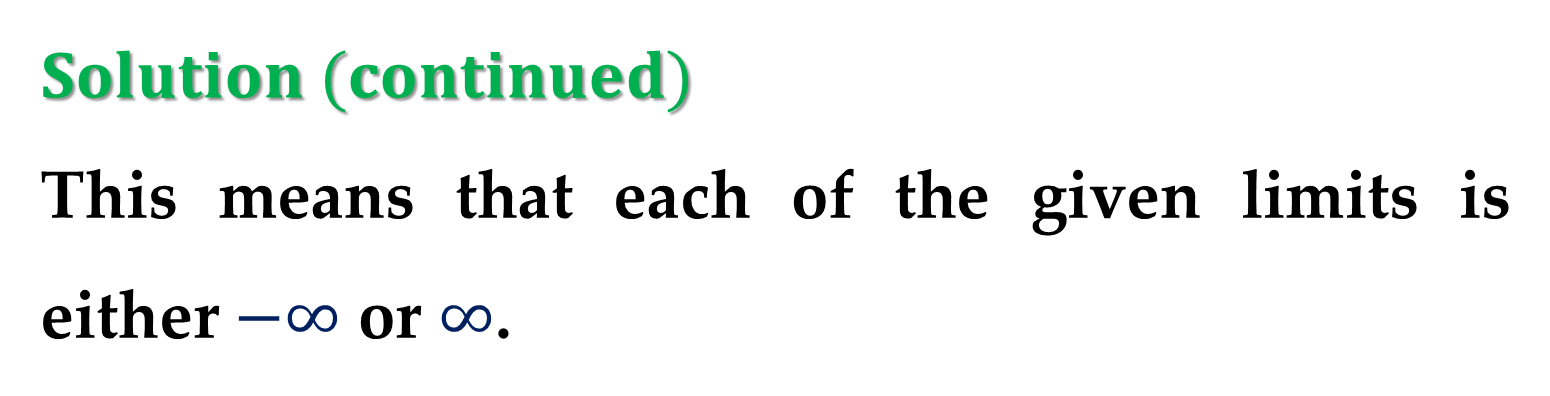 Solution (continued)
This means that each of the given limits is
either −∞ or ∞.